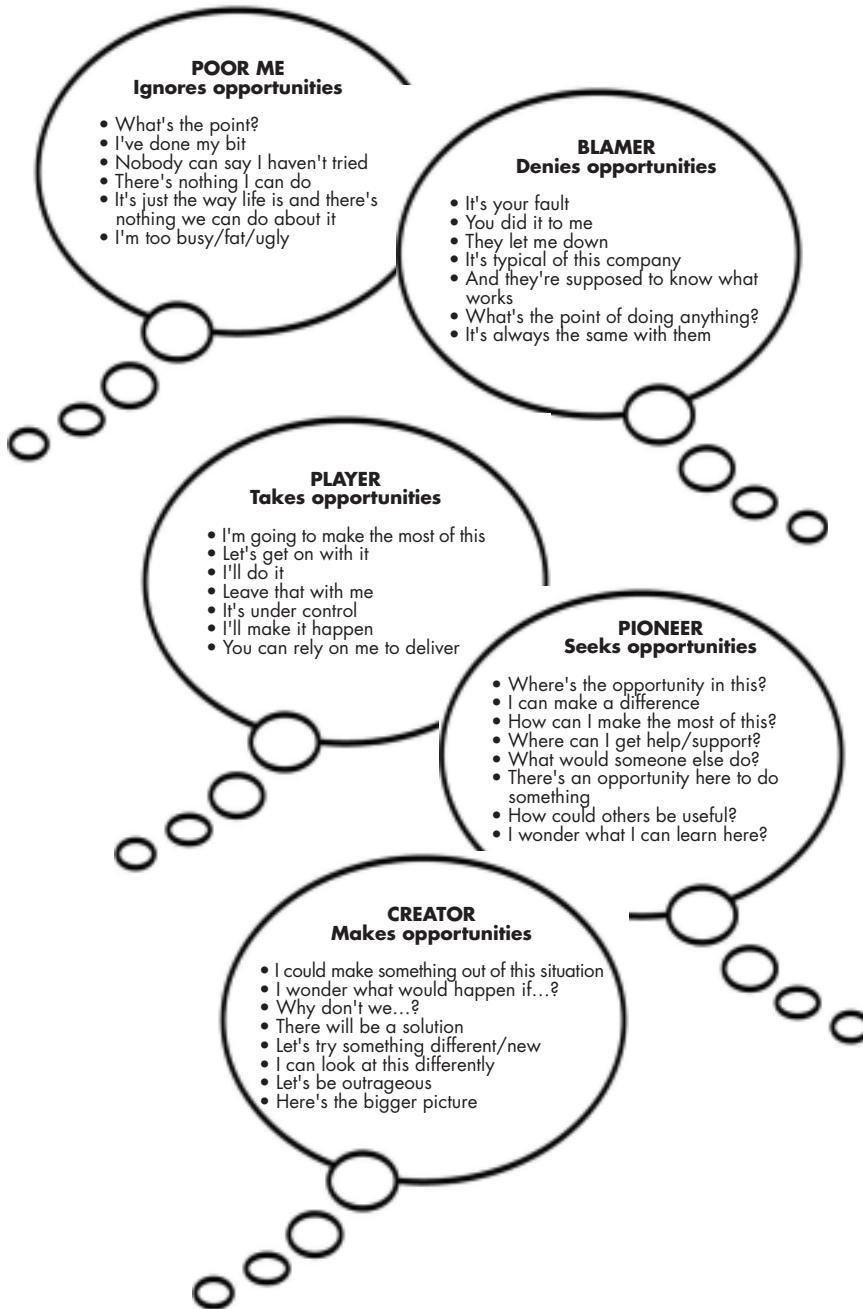 POOR ME
Ignores opportunities
• What's the point?
• I've done my bit
• Nobody can say I haven't tried
• There's nothing I can do
• It's just the way life is and there's
nothing we can do about it
• I'm too busy/fat/ugly
BLAMER
Denies opportunities
• It's your fault
• You did it to me
• They let me down
• It's typical of this company
• And they're supposed to know what
works
• What's the point of doing anything?
• It's always the same with them
PLAYER
Takes opportunities
• I'm going to make the most of this
• Let's get on with it
• I'll do it
• Leave that with me
• It's under control
• I'll make it happen
• You can rely on me to deliver
PIONEER
Seeks opportunities
• Where's the opportunity in this?
• I can make a difference
• How can I make the most of this?
• Where can I get help/support?
• What would someone else do?
• There's an opportunity here to do
something
• How could others be useful?
• I wonder what I can learn here?
CREATOR
Makes opportunities
• I could make something out of this situation
• I wonder what would happen if...?
• Why don't we...?
• There will be a solution
• Let's try something different/new
• I can look at this differently
• Let's be outrageous
• Here's the bigger picture